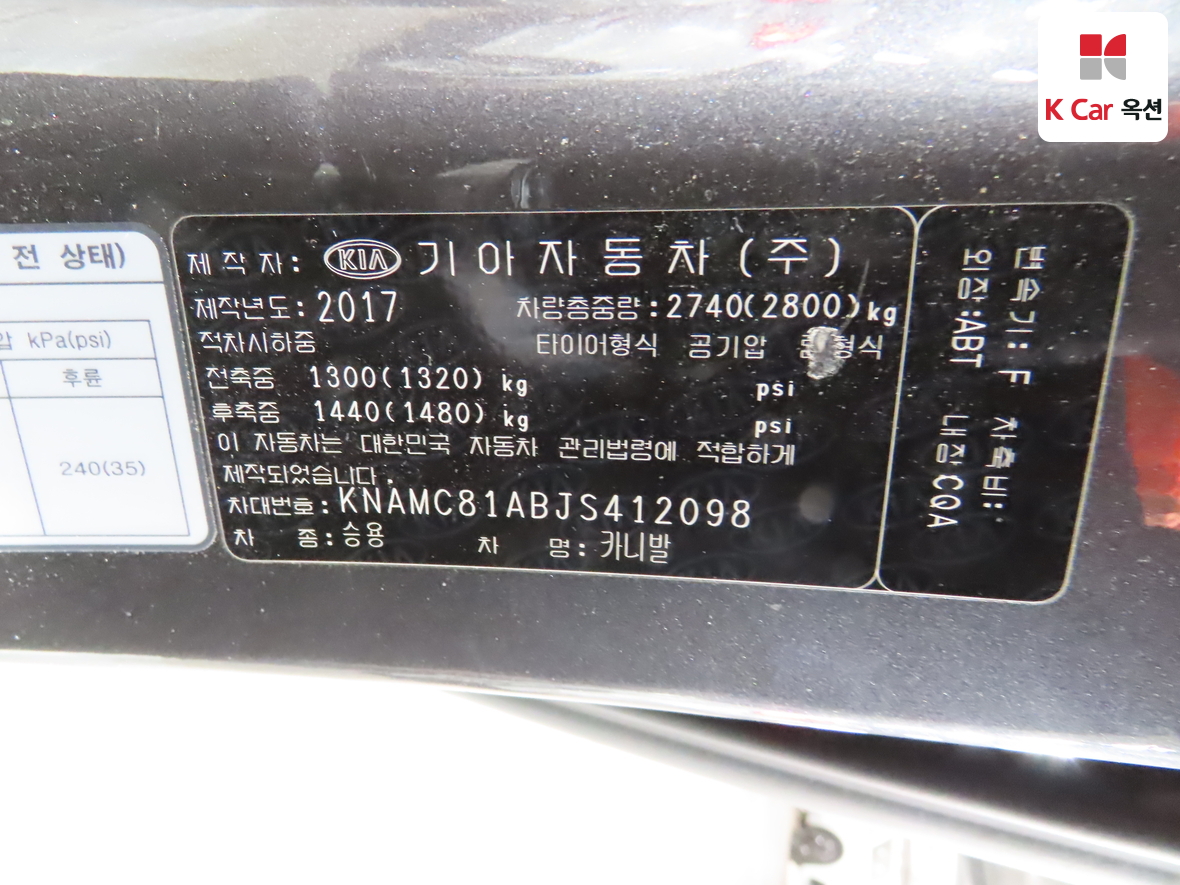 K Car 옥션
전 상태)
압 kPa(psi)
후륜
240(35)
제작자: KIA 기아자동차(주)
제작년도: 2017 차량총중량: 2740(2800)kg
적차시하중 타이어형식 공기압 림형식
전축중 1300(1320) kg psi
후축중 1440(1480) kg psi
이 자동차는 대한민국 자동차 관리법령에 적합하게
제작되었습니다.
차대번호: KNAMC81ABJS412098
차 종: 승용 차 명: 카니발
변속기: F 차축비:
외장: ABT 내장: CQA